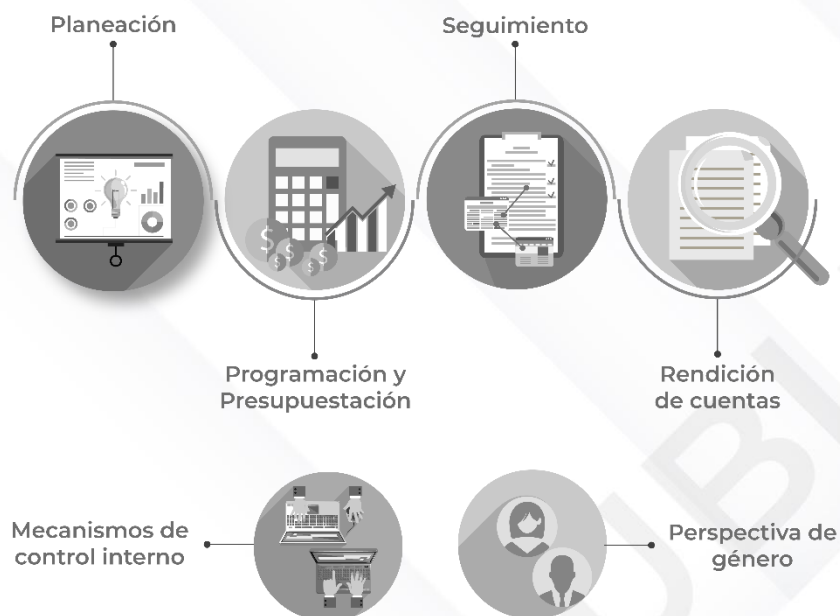 Planeación
Seguimiento
Programación y
Presupuestación
Rendición
de cuentas
Mecanismos de
control interno
Perspectiva de
género